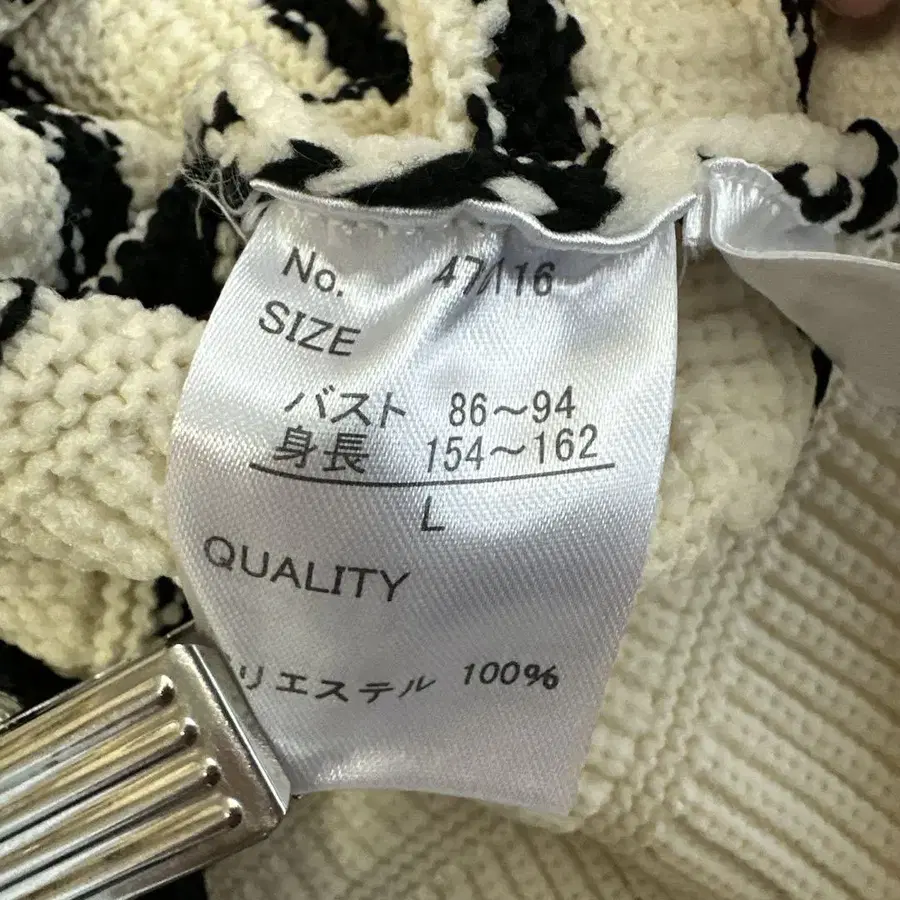 No. 47/116
SIZE
バスト 86～94
身長 154～162
L
QUALITY
リエステル 100%